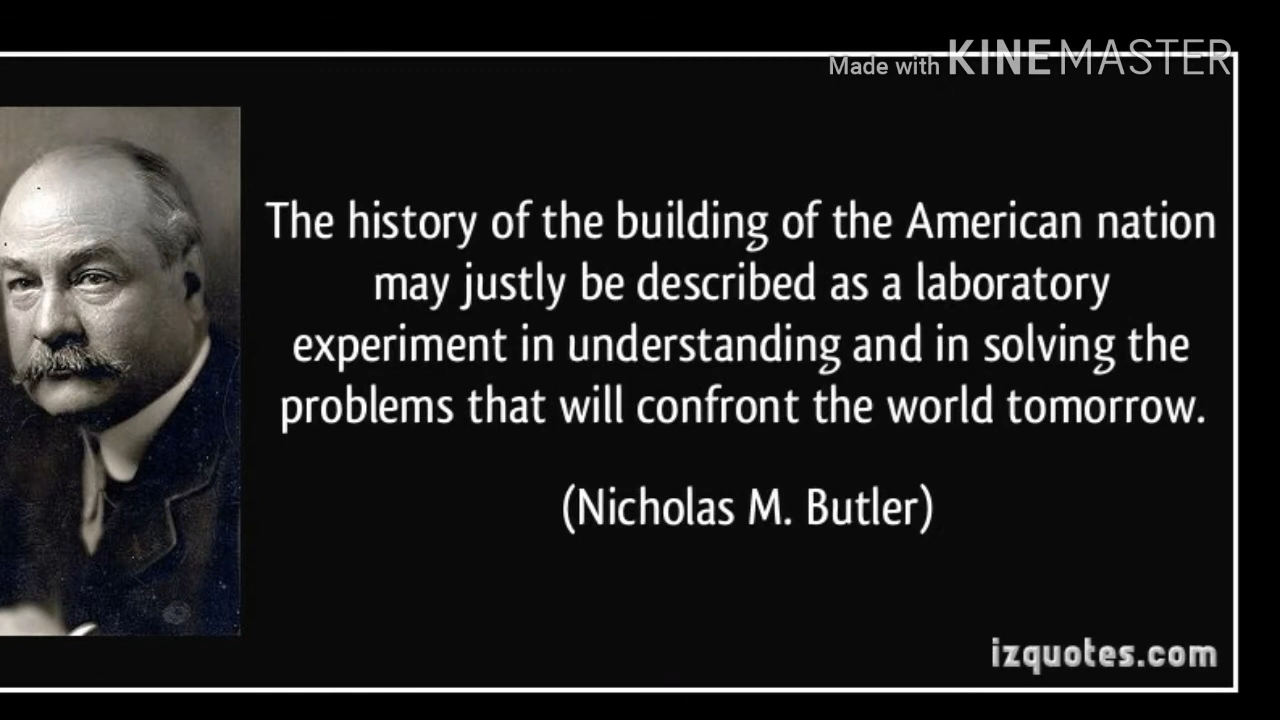 Made with KINEMASTER
The history of the building of the American nation
may justly be described as a laboratory
experiment in understanding and in solving the
problems that will confront the world tomorrow.
(Nicholas M. Butler)
izquotes.com